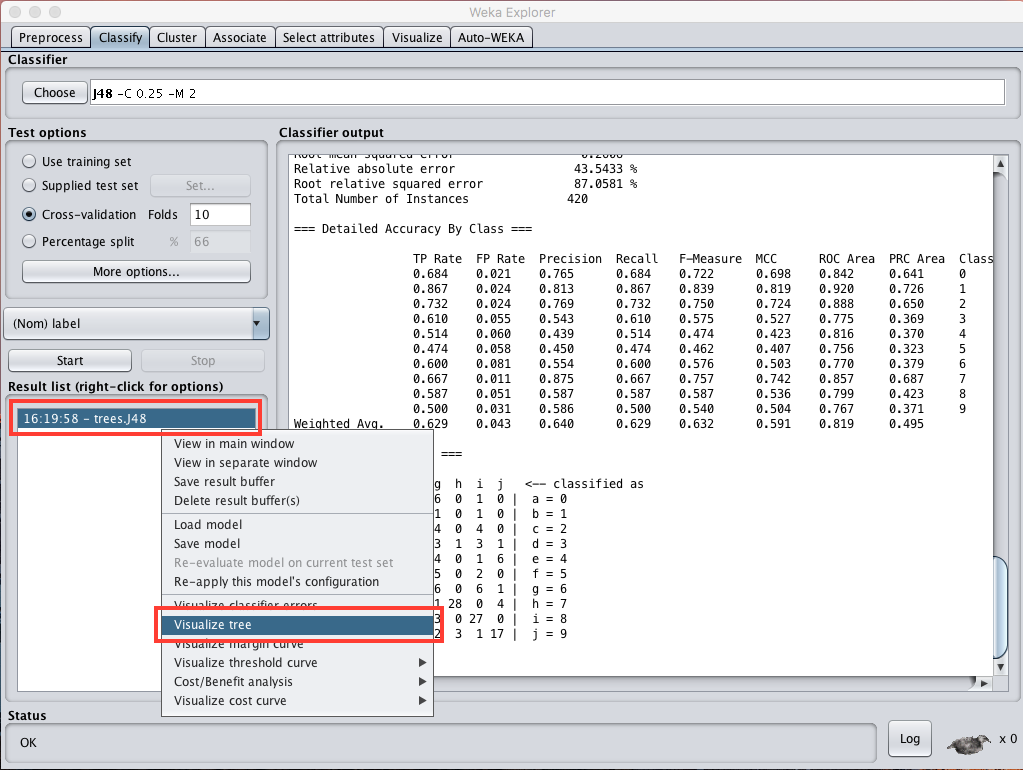 Weka Explorer
Preprocess Classify Cluster Associate Select attributes Visualize Auto-WEKA
Classifier
Choose J48 -C 0.25 -M 2
Test options
Use training set
Supplied test set Set...
Cross-validation Folds 10
Percentage split % 66
More options...
(Nom) label
Start Stop
Result list (right-click for options)
16:19:58 - trees.J48
View in main window
View in separate window
Save result buffer
Delete result buffer(s)
Load model
Save model
Re-evaluate model on current test set
Re-apply this model's configuration
Visualize classifier errors
Visualize tree
Visualize margin curve
Visualize threshold curve
Cost/Benefit analysis
Visualize cost curve
Classifier output
Root mean squared error
Relative absolute error 43.5433 %
Root relative squared error 87.0581 %
Total Number of Instances 420
=== Detailed Accuracy By Class ===
TP Rate FP Rate Precision Recall F-Measure MCC ROC Area PRC Area Class
0.684 0.021 0.765 0.684 0.722 0.698 0.842 0.641 0
0.867 0.024 0.813 0.867 0.839 0.819 0.920 0.726 1
0.732 0.024 0.769 0.732 0.750 0.724 0.888 0.650 2
0.610 0.055 0.543 0.610 0.575 0.527 0.775 0.369 3
0.514 0.060 0.439 0.514 0.474 0.423 0.816 0.370 4
0.474 0.058 0.450 0.474 0.462 0.407 0.756 0.323 5
0.600 0.081 0.554 0.600 0.576 0.503 0.770 0.379 6
0.667 0.011 0.875 0.667 0.757 0.742 0.857 0.687 7
0.587 0.051 0.587 0.587 0.587 0.536 0.799 0.423 8
0.500 0.031 0.586 0.500 0.540 0.504 0.767 0.371 9
Weighted Avg. 0.629 0.043 0.640 0.629 0.632 0.591 0.819 0.495
===
g h i j <-- classified as
6 0 1 0 | a = 0
1 0 1 0 | b = 1
4 0 4 0 | c = 2
3 1 3 1 | d = 3
4 0 1 6 | e = 4
5 0 2 0 | f = 5
6 0 6 1 | g = 6
1 28 0 4 | h = 7
3 0 27 0 | i = 8
2 3 1 17 | j = 9
Status
OK
Log
x 0